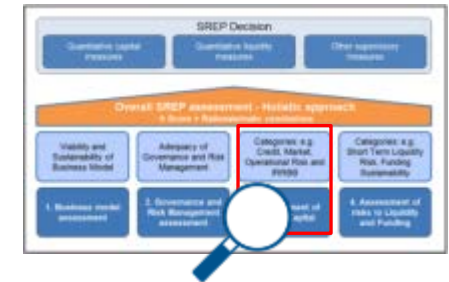 SREP Decision
Quantitative capital
measures
Quantitative liquidity
measures
Other supervisory
measures
Overall SREP assessment - Holistic approach
Viability and
Sustainability of
Business Model
Adequacy of
Governance and Risk
Management
Categories: e.g.
Credit, Market,
Operational Risk and
IRRBB
Categories: e.g.
Short Term Liquidity
Risk, Funding
Sustainability
1. Business model
assessment
2. Governance and
Risk Management
assessment
4. Assessment of
risks to Liquidity
and Funding